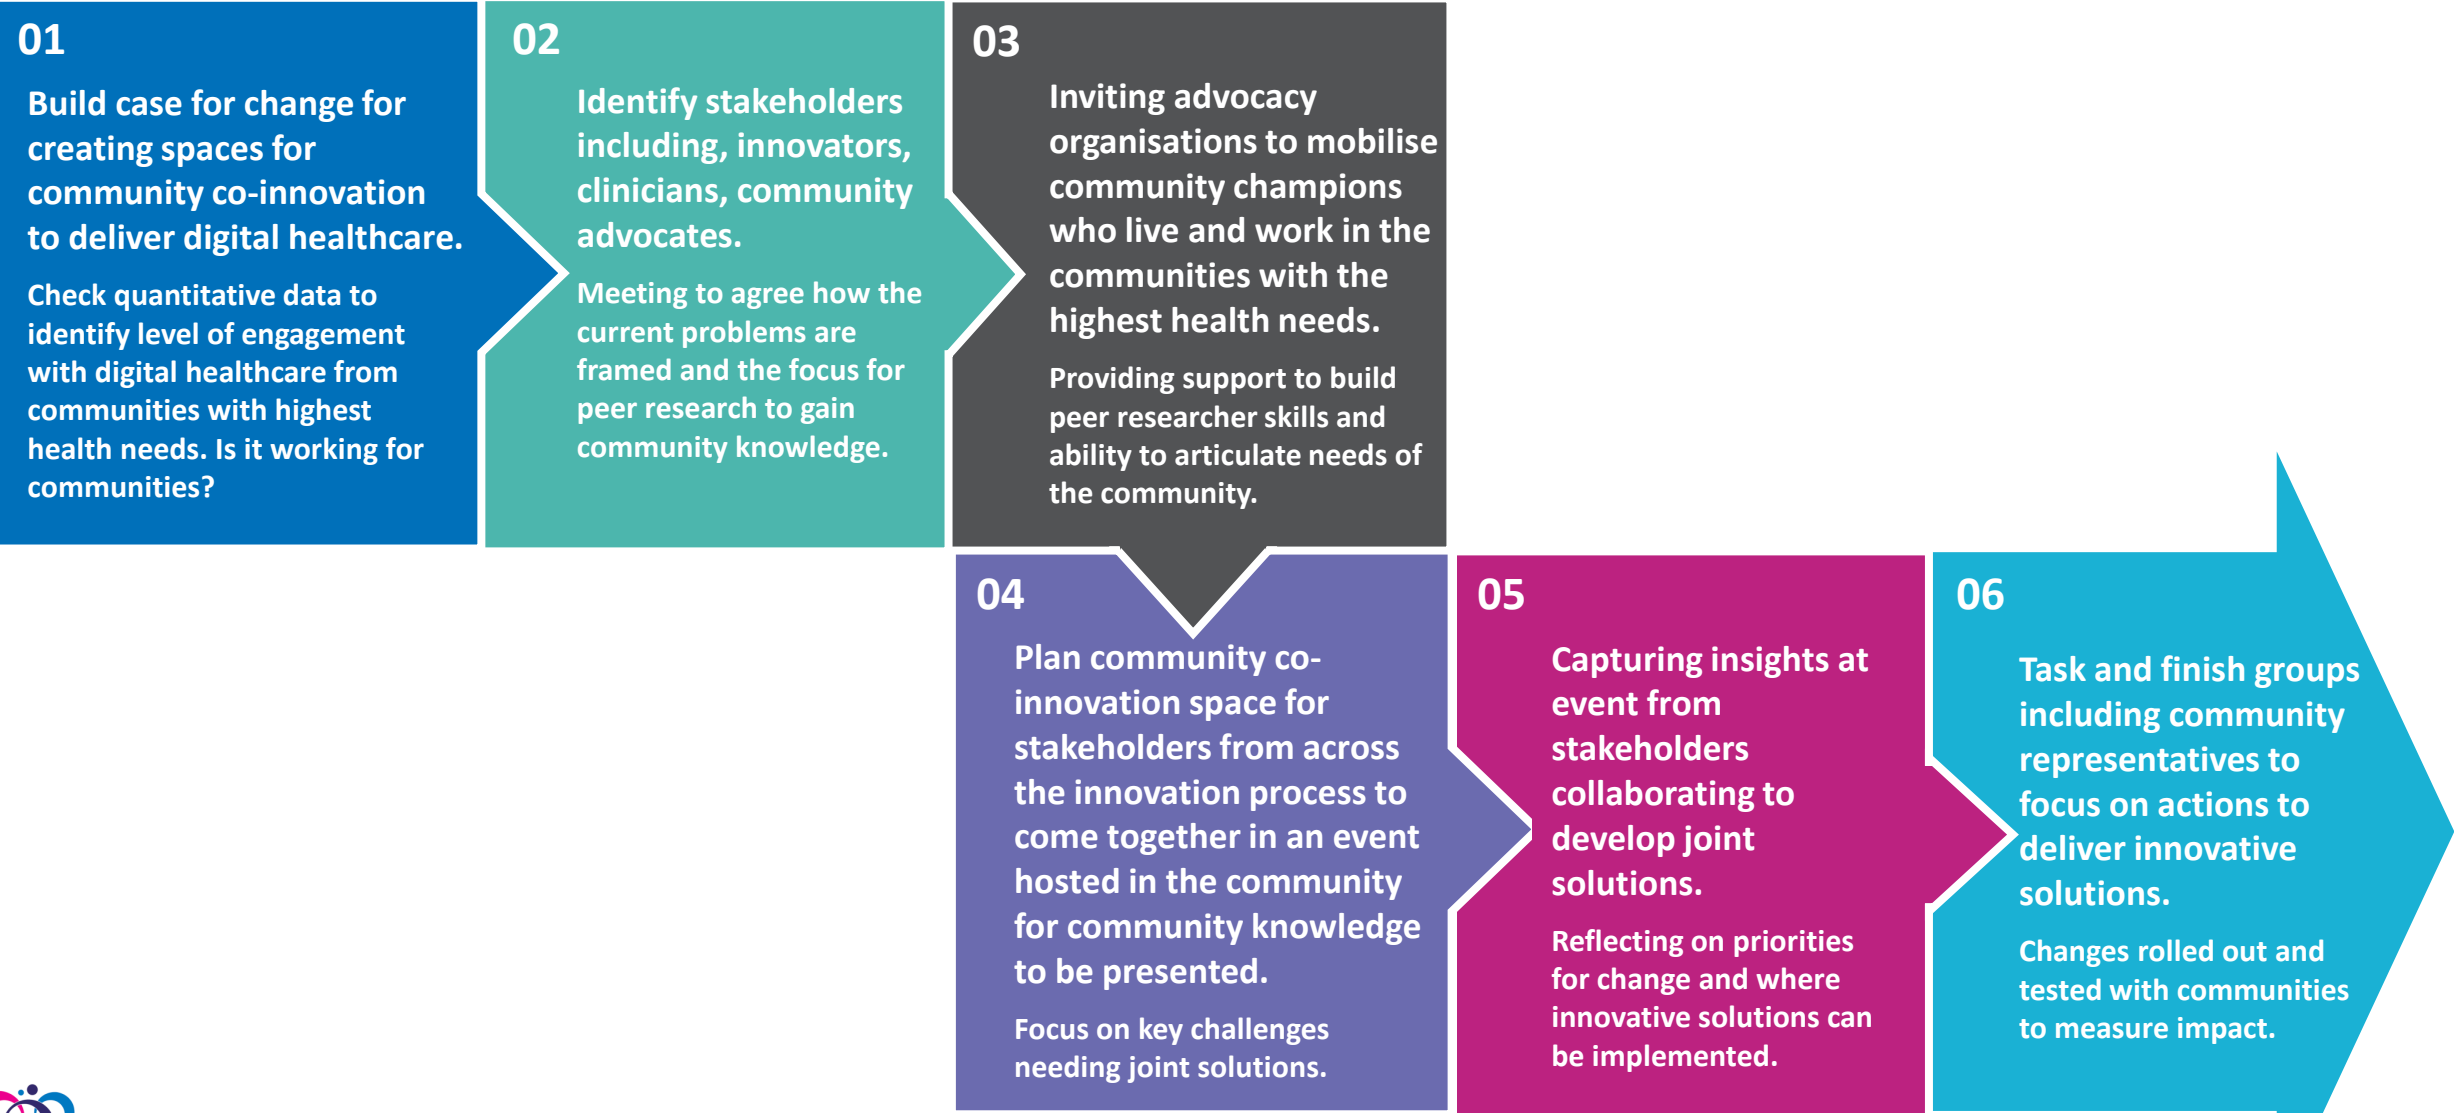 01
Build case for change for
creating spaces for
community co-innovation
to deliver digital healthcare.
Check quantitative data to
identify level of engagement
with digital healthcare from
communities with highest
health needs. Is it working for
communities?
02
Identify stakeholders
including, innovators,
clinicians, community
advocates.
Meeting to agree how the
current problems are
framed and the focus for
peer research to gain
community knowledge.
03
Inviting advocacy
organisations to mobilise
community champions
who live and work in the
communities with the
highest health needs.
Providing support to build
peer researcher skills and
ability to articulate needs of
the community.
04
Plan community co-
innovation space for
stakeholders from across
the innovation process to
come together in an event
hosted in the community
for community knowledge
to be presented.
Focus on key challenges
needing joint solutions.
05
Capturing insights at
event from
stakeholders
collaborating to
develop joint
solutions.
Reflecting on priorities
for change and where
innovative solutions can
be implemented.
06
Task and finish groups
including community
representatives to
focus on actions to
deliver innovative
solutions.
Changes rolled out and
tested with communities
to measure impact.